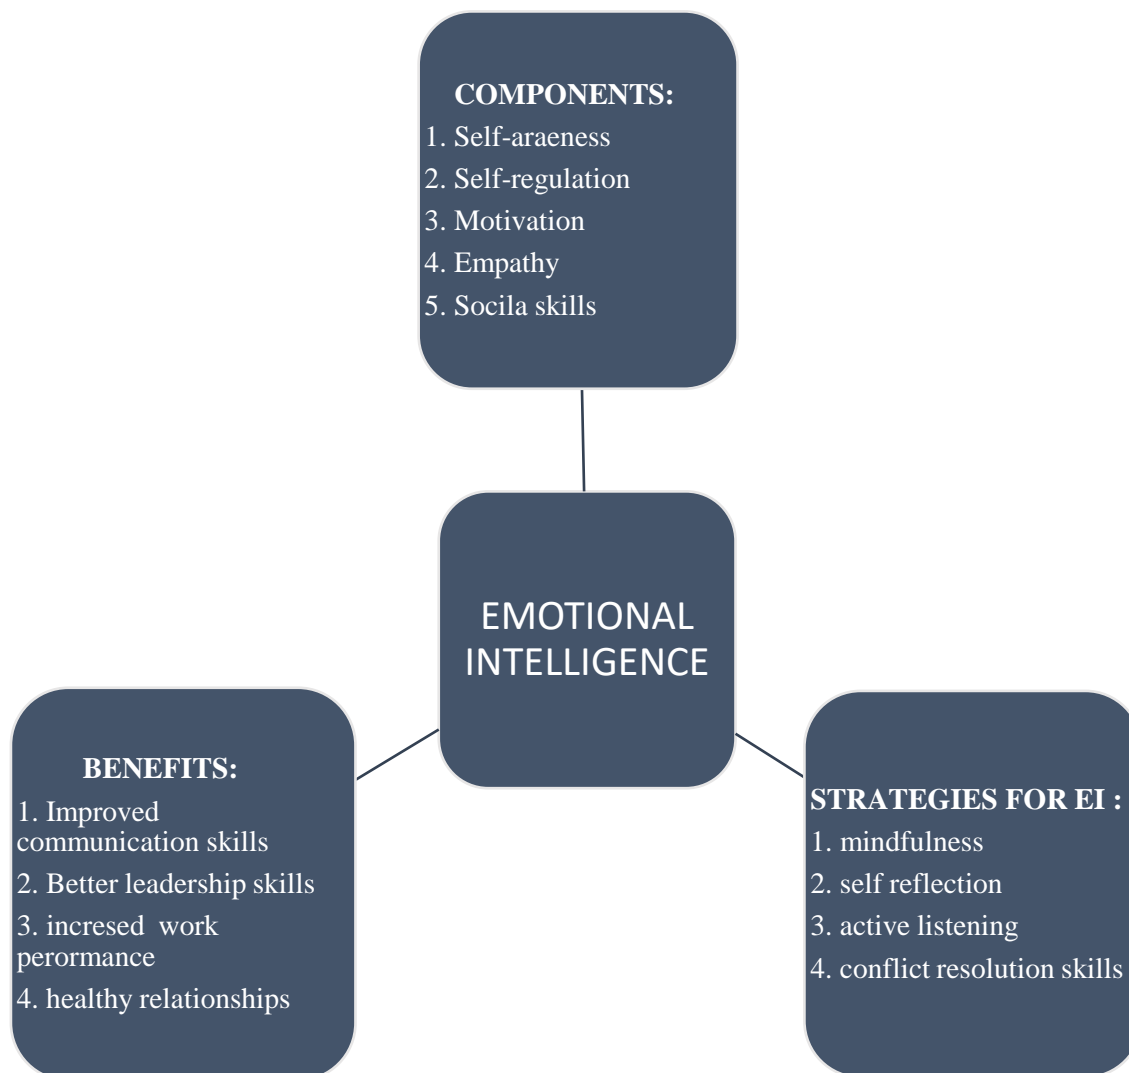 COMPONENTS:
1. Self-araeness
2. Self-regulation
3. Motivation
4. Empathy
5. Socila skills
EMOTIONAL
INTELLIGENCE
BENEFITS:
1. Improved
communication skills
2. Better leadership skills
3. incresed  work
perormance
4. healthy relationships
STRATEGIES FOR EI :
1. mindfulness
2. self reflection
3. active listening
4. conflict resolution skills